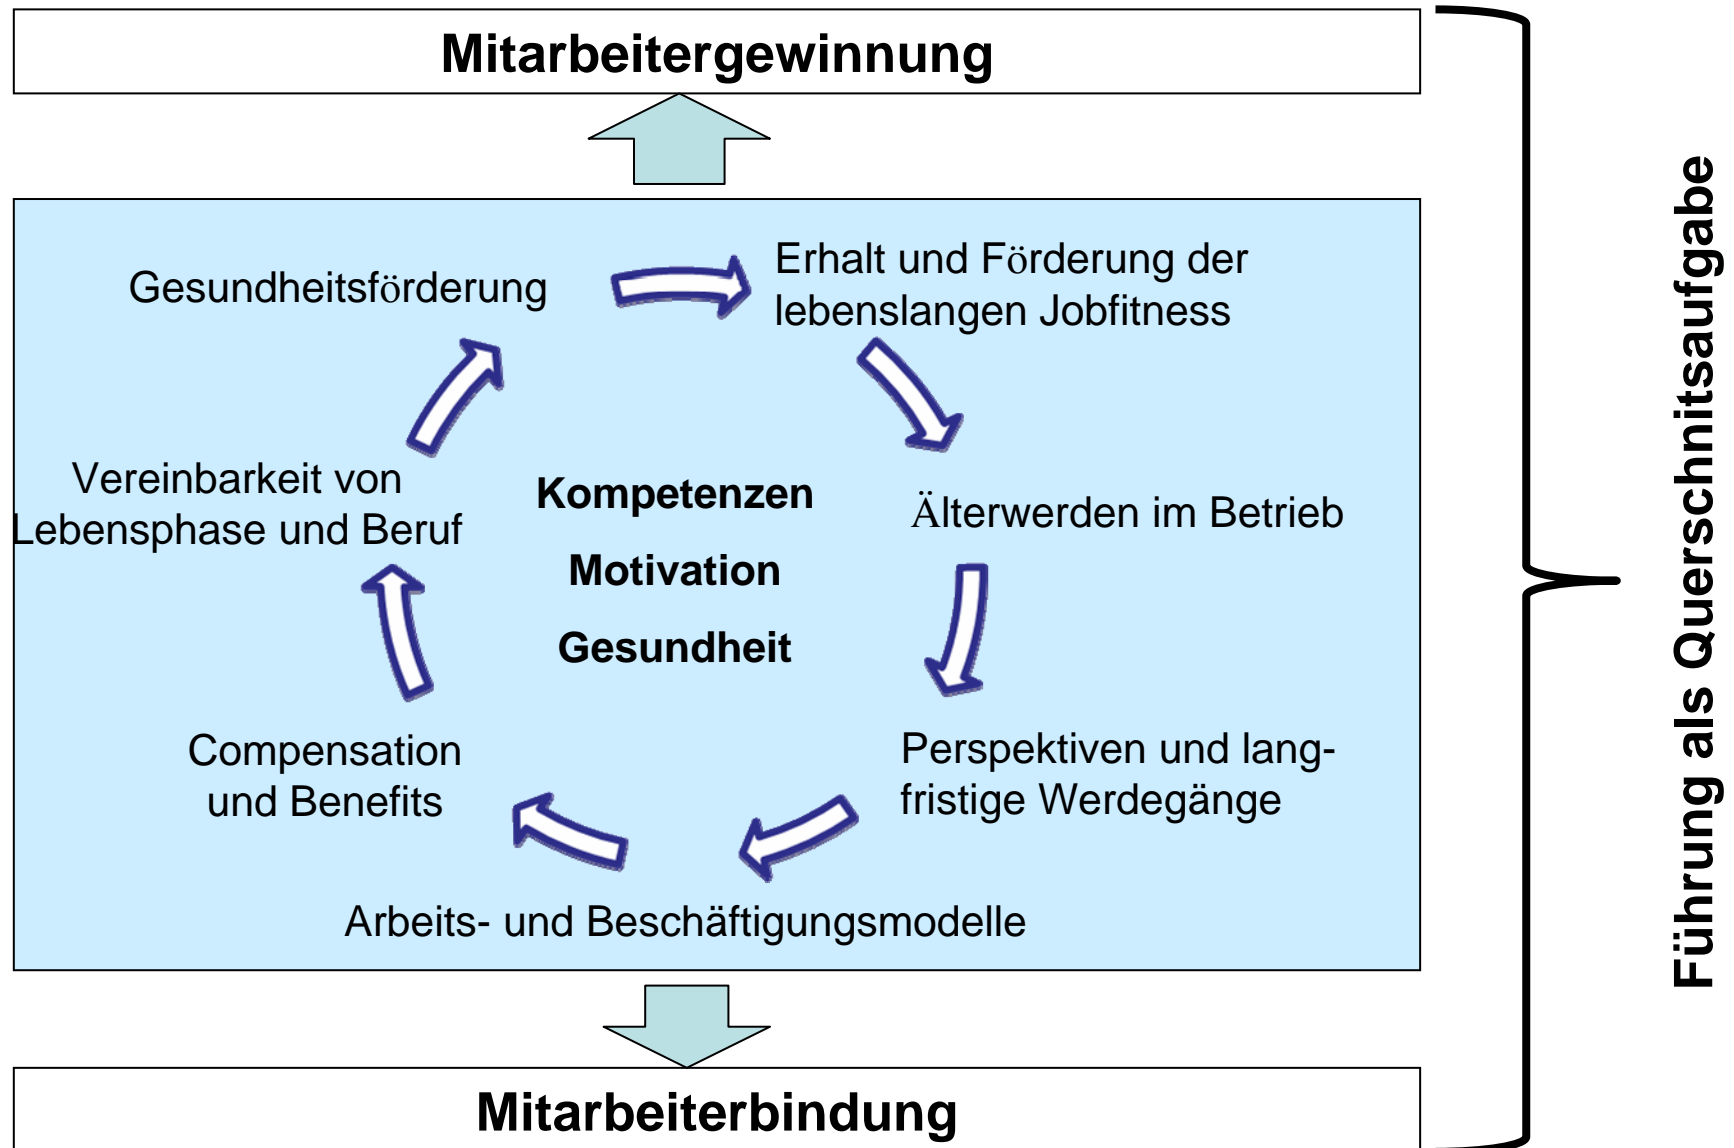 Mitarbeitergewinnung
Gesundheitsförderung
Erhalt und Förderung der
lebenslangen Jobfitness
Vereinbarkeit von
Lebensphase und Beruf
Kompetenzen
Motivation
Gesundheit
Älterwerden im Betrieb
Compensation
und Benefits
Perspektiven und lang-
fristige Werdegänge
Arbeits- und Beschäftigungsmodelle
Mitarbeiterbindung
Führung als Querschnitsaufgabe